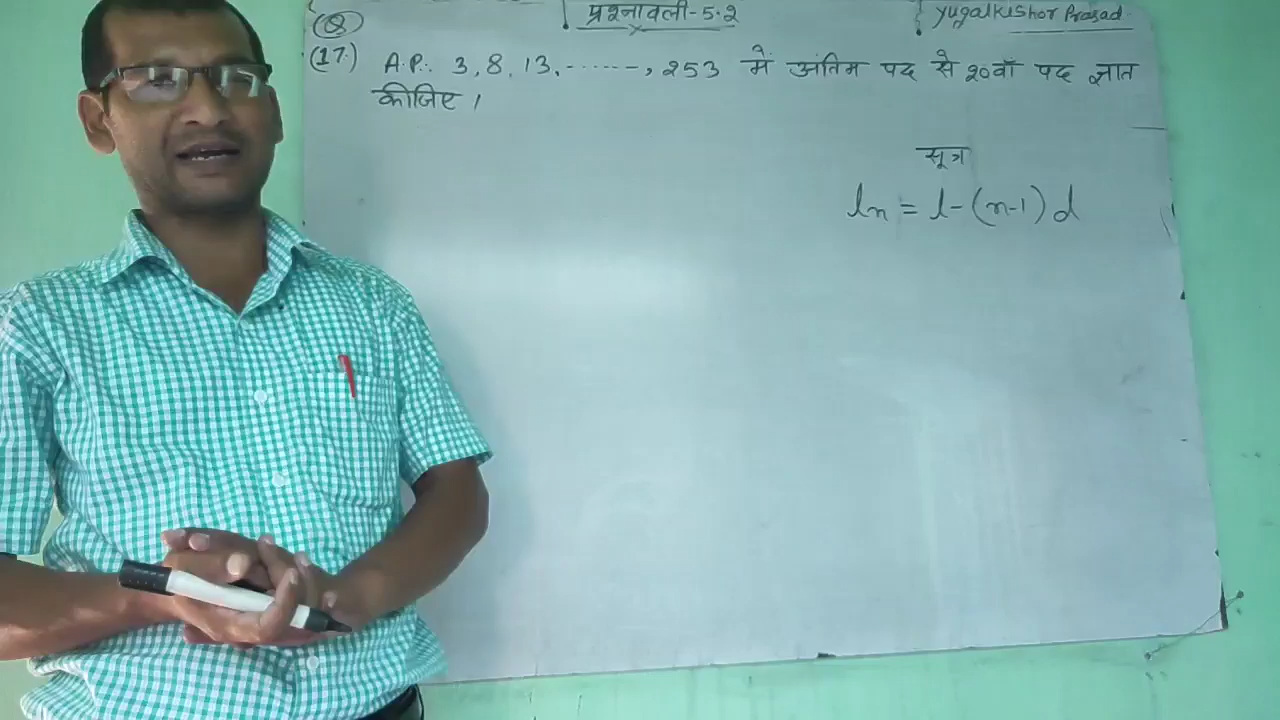 प्रश्नावली-5.2
Yugalkishor Prasad
Q
(17.) A.P.: 3, 8, 13, ------, 253 में अंतिम पद से 20वाँ पद ज्ञात
कीजिए ।
सूत्र
ln = l-(n-1) d